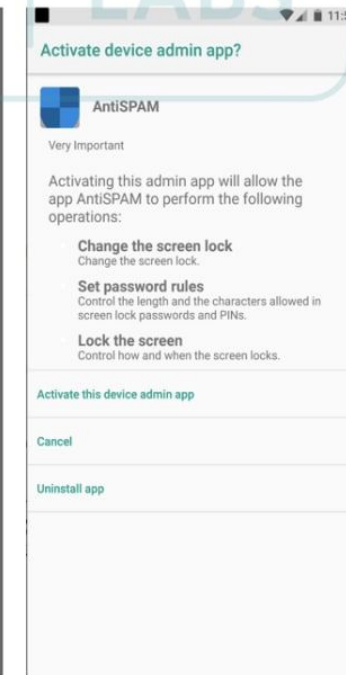 LABS
11:5
Activate device admin app?
AntiSPAM
Very Important
Activating this admin app will allow the
app AntiSPAM to perform the following
operations:
Change the screen lock
Change the screen lock.
Set password rules
Control the length and the characters allowed in
screen lock passwords and PINs.
Lock the screen
Control how and when the screen locks.
Activate this device admin app
Cancel
Uninstall app